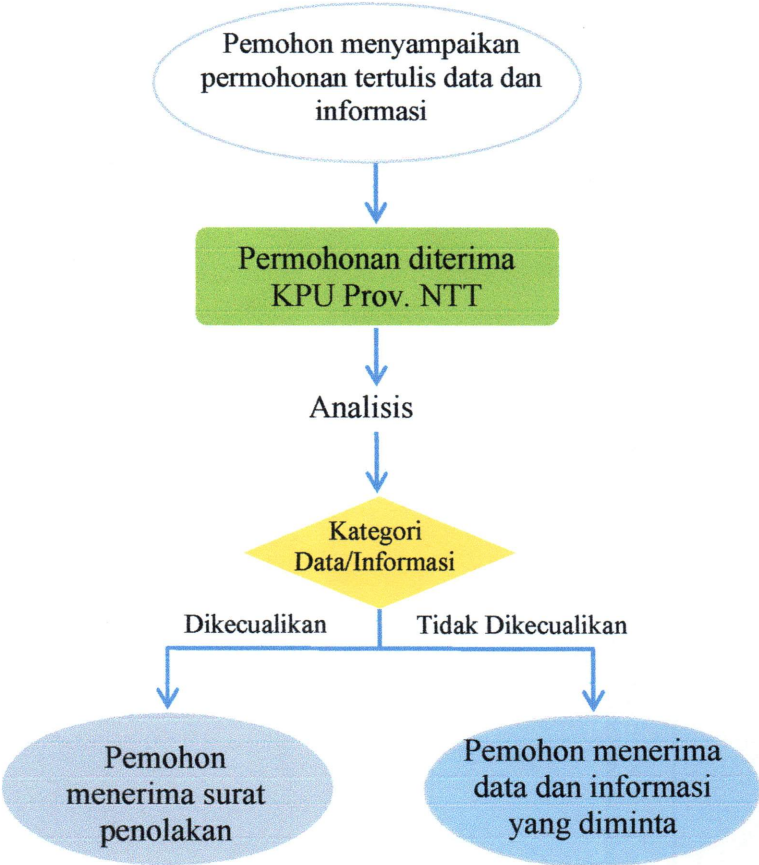 Pemohon menyampaikan
permohonan tertulis data dan
informasi
Permohonan diterima
KPU Prov. NTT
Analisis
Kategori
Data/Informasi
Dikecualikan
Tidak Dikecualikan
Pemohon
menerima surat
penolakan
Pemohon menerima
data dan informasi
yang diminta